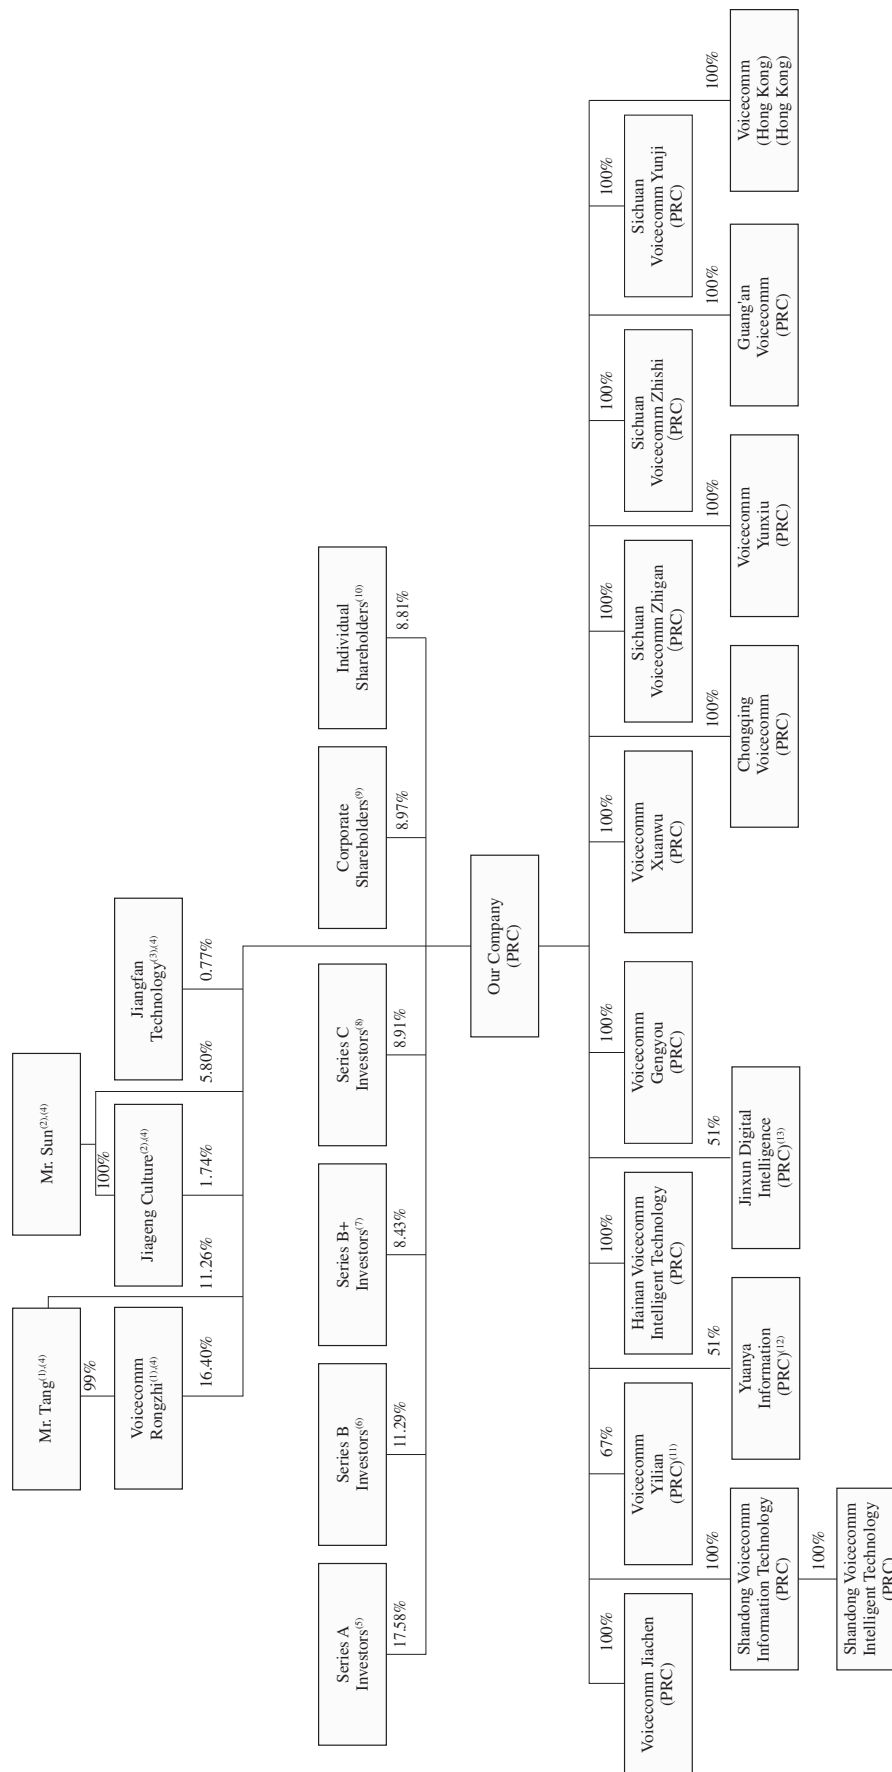 Mr. Tang(1),(4)
Mr. Sun(2),(4)
99%
100%
Voicecomm
Rongzhi(1),(4)
Jiageng Culture(2),(4)
Jiangfan
Technology(3),(4)
16.40%
11.26%
1.74%
5.80%
0.77%
Series A
Investors(5)
Series B
Investors(6)
Series B+
Investors(7)
Series C
Investors(8)
Corporate
Shareholders(9)
Individual
Shareholders(10)
17.58%
11.29%
8.43%
8.91%
8.97%
8.81%
Our Company
(PRC)
100%
67%
100%
100%
100%
100%
100%
100%
Voicecomm Jiachen
(PRC)
Voicecomm
Yilian
(PRC)(11)
Hainan Voicecomm
Intelligent Technology
(PRC)
Voicecomm
Gengyou
(PRC)
Voicecomm
Xuanwu
(PRC)
Sichuan
Voicecomm Zhigan
(PRC)
Sichuan
Voicecomm Zhishi
(PRC)
Sichuan
Voicecomm Yunji
(PRC)
100%
51%
51%
100%
100%
100%
100%
Shandong Voicecomm
Information Technology
(PRC)
Yuanya
Information
(PRC)(12)
Jinxun Digital
Intelligence
(PRC)(13)
Chongqing
Voicecomm
(PRC)
Voicecomm
Yunxiu
(PRC)
Guang'an
Voicecomm
(PRC)
Voicecomm
(Hong Kong)
(Hong Kong)
100%
Shandong Voicecomm
Intelligent Technology
(PRC)